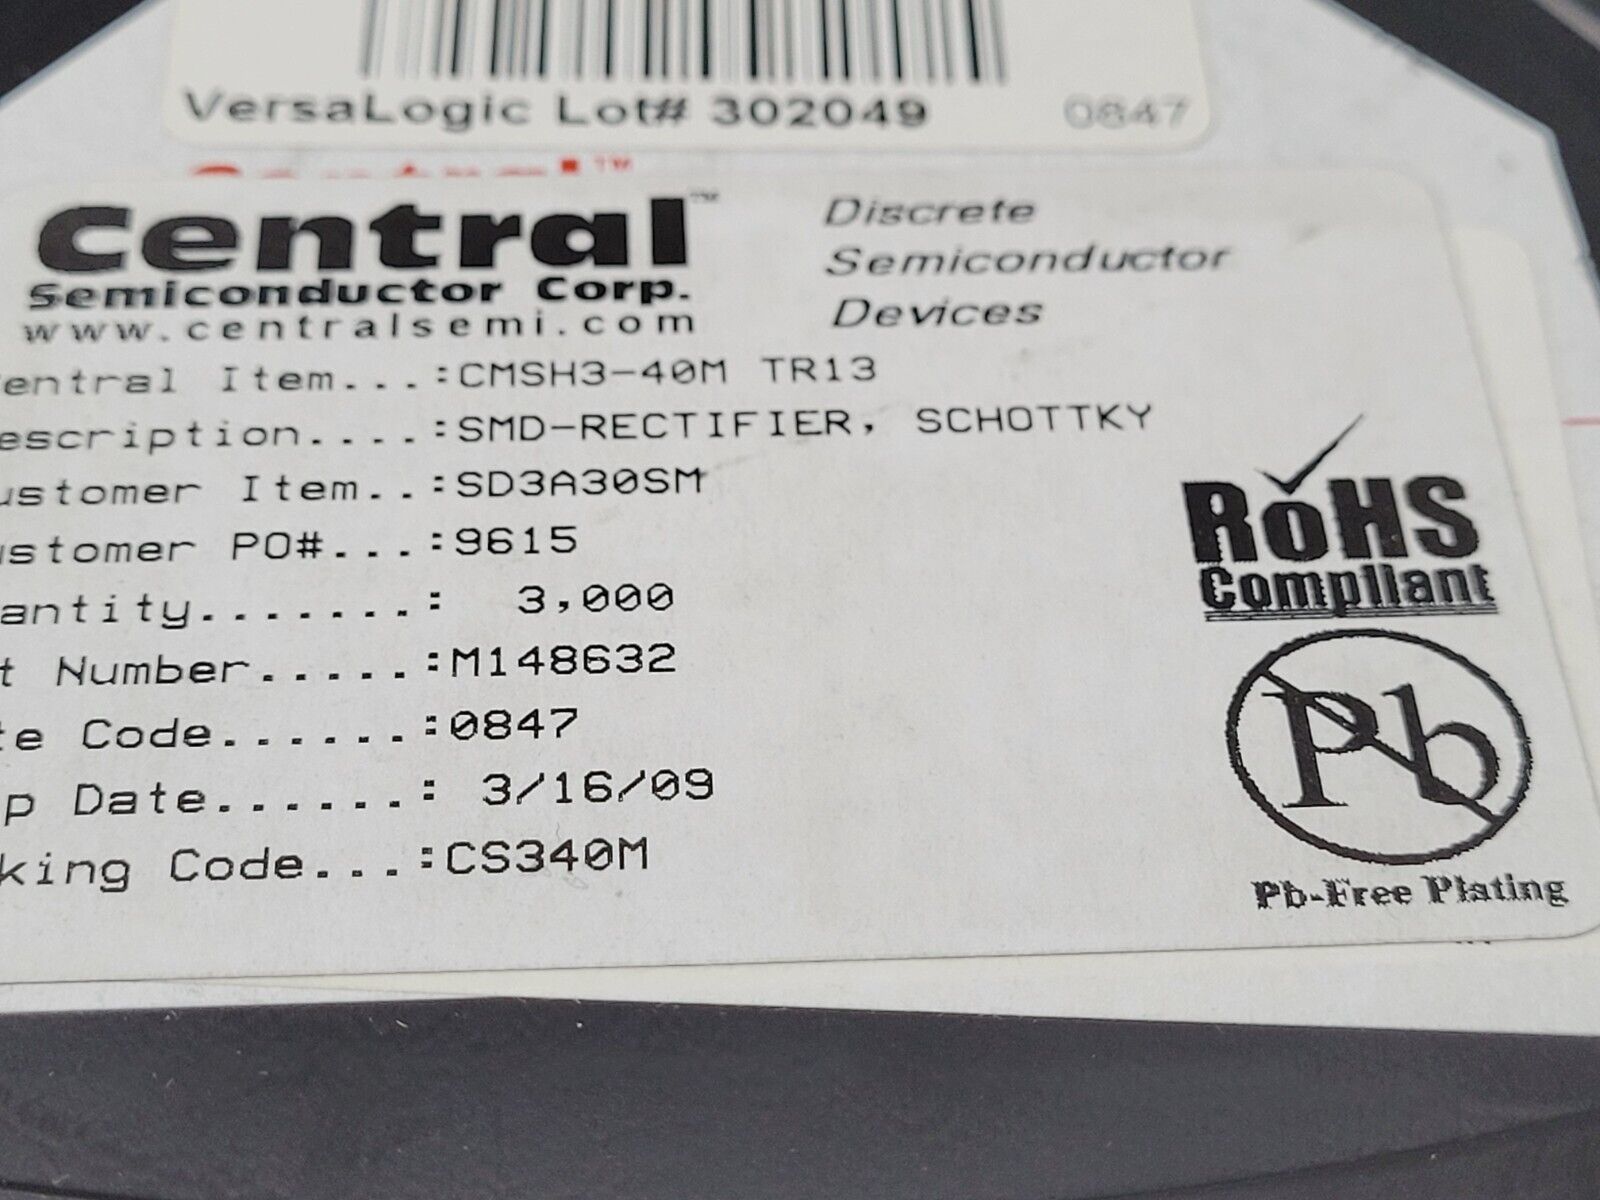 VersaLogic Lot# 302049 0847
Central™
Semiconductor Corp.
www.centralsemi.com
Discrete
Semiconductor
Devices
entral Item...:CMSH3-40M TR13
escription....:SMD-RECTIFIER, SCHOTTKY
ustomer Item..:SD3A30SM
ustomer PO#...:9615
antity.......: 3,000
t Number.....:M148632
te Code......:0847
p Date......: 3/16/09
king Code...:CS340M
RoHS
Compliant
Pb
Pb-Free Plating